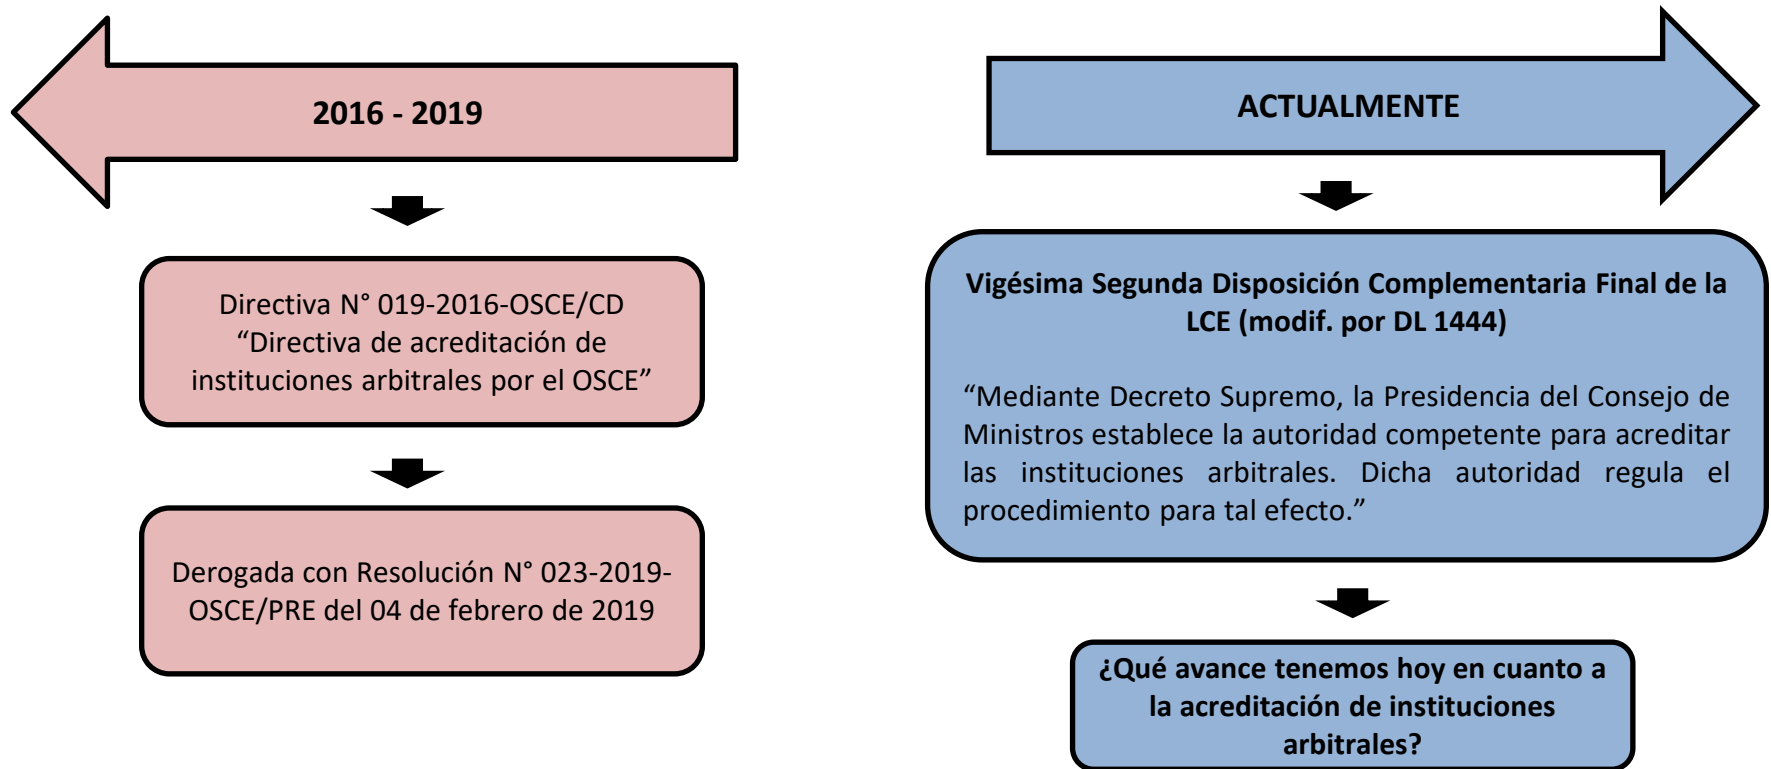 2016 - 2019
Directiva N° 019-2016-OSCE/CD
“Directiva de acreditación de
instituciones arbitrales por el OSCE”
Derogada con Resolución N° 023-2019-
OSCE/PRE del 04 de febrero de 2019
ACTUALMENTE
Vigésima Segunda Disposición Complementaria Final de la
LCE (modif. por DL 1444)
“Mediante Decreto Supremo, la Presidencia del Consejo de
Ministros establece la autoridad competente para acreditar
las instituciones arbitrales. Dicha autoridad regula el
procedimiento para tal efecto.”
¿Qué avance tenemos hoy en cuanto a
la acreditación de instituciones
arbitrales?